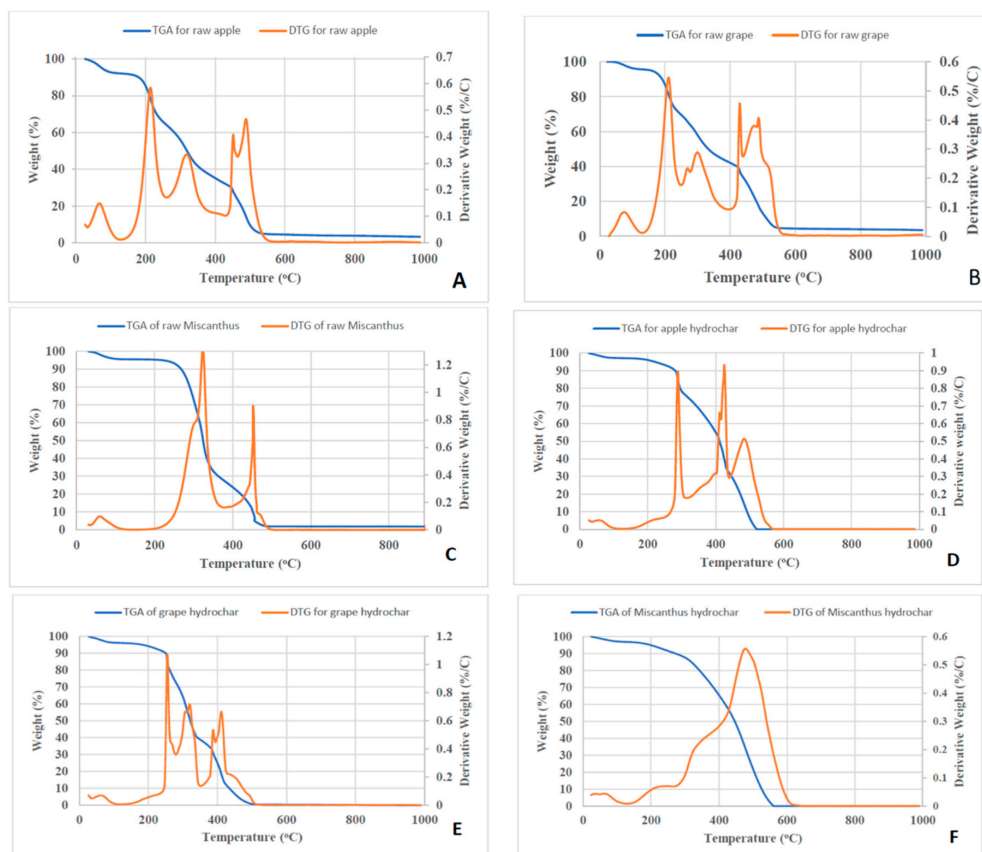 TGA for raw apple DTG for raw apple
100
80
60
40
20
0
Weight (%)
0.7
0.6
0.5
0.4
0.3
0.2
0.1
0
Derivative Weight (%/C)
0 200 400 600 800 1000
Temperature (oC)
A
TGA for raw grape DTG for raw grape
100
80
60
40
20
0
Weight (%)
0.6
0.5
0.4
0.3
0.2
0.1
0
Derivative Weight (%/C)
0 200 400 600 800 1000
Temperature (oC)
B
TGA of raw Miscanthus DTG of raw Miscanthus
100
90
80
70
60
50
40
30
20
10
0
Weight (%)
1.2
1
0.8
0.6
0.4
0.2
0
Derivative Weight (%/C)
0 200 400 600 800
Temperature (oC)
C
TGA for apple hydrochar DTG for apple hydrochar
100
90
80
70
60
50
40
30
20
10
0
Weight (%)
1
0.9
0.8
0.7
0.6
0.5
0.4
0.3
0.2
0.1
0
Derivative weight (%/C)
0 200 400 600 800 1000
Temperature (oC)
D
TGA of grape hydrochar DTG for grape hydrochar
100
90
80
70
60
50
40
30
20
10
0
Weight (%)
1.2
1
0.8
0.6
0.4
0.2
0
Derivative Weight (%/C)
0 200 400 600 800 1000
Temperature (oC)
E
TGA of Miscanthus hydrochar DTG of Miscanthus hydrochar
100
90
80
70
60
50
40
30
20
10
0
Weight (%)
0.6
0.5
0.4
0.3
0.2
0.1
0
Derivative Weight (%/C)
0 200 400 600 800 1000
Temperature (oC)
F